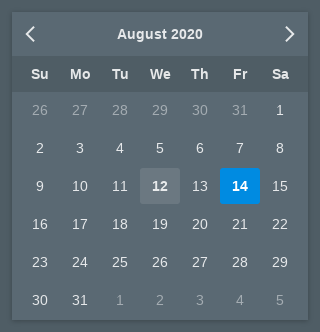 August 2020
Su Mo Tu We Th Fr Sa
26 27 28 29 30 31 1
2 3 4 5 6 7 8
9 10 11 12 13 14 15
16 17 18 19 20 21 22
23 24 25 26 27 28 29
30 31 1 2 3 4 5